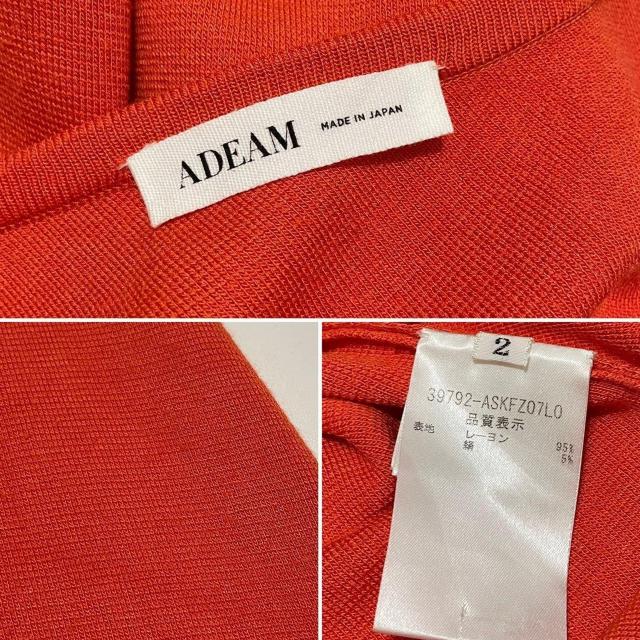 ADEAM MADE IN JAPAN
2
39792-ASKFZ07L0
品質表示
表地 レーヨン 95%
絹 5%